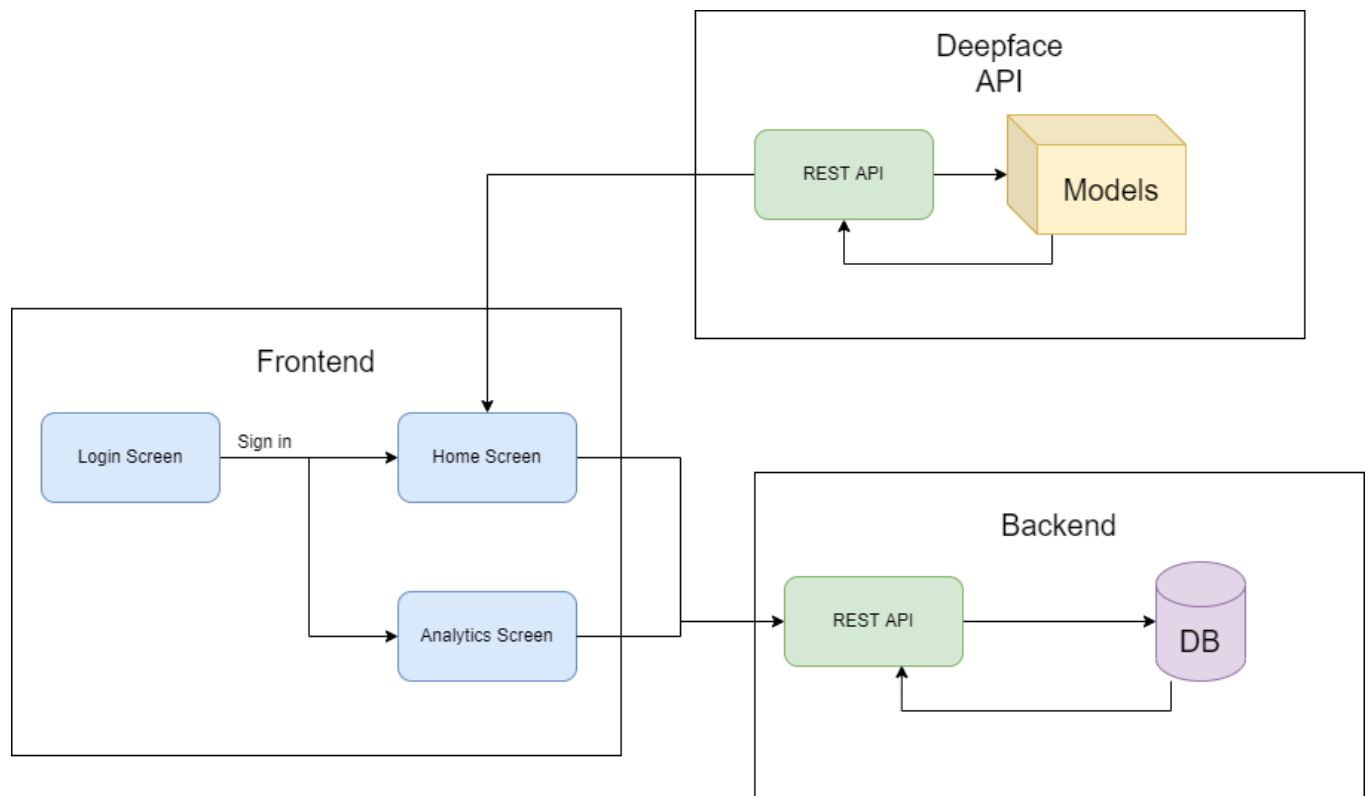 Deepface
API
REST API
Models
Frontend
Login Screen
Sign in
Home Screen
Analytics Screen
Backend
REST API
DB